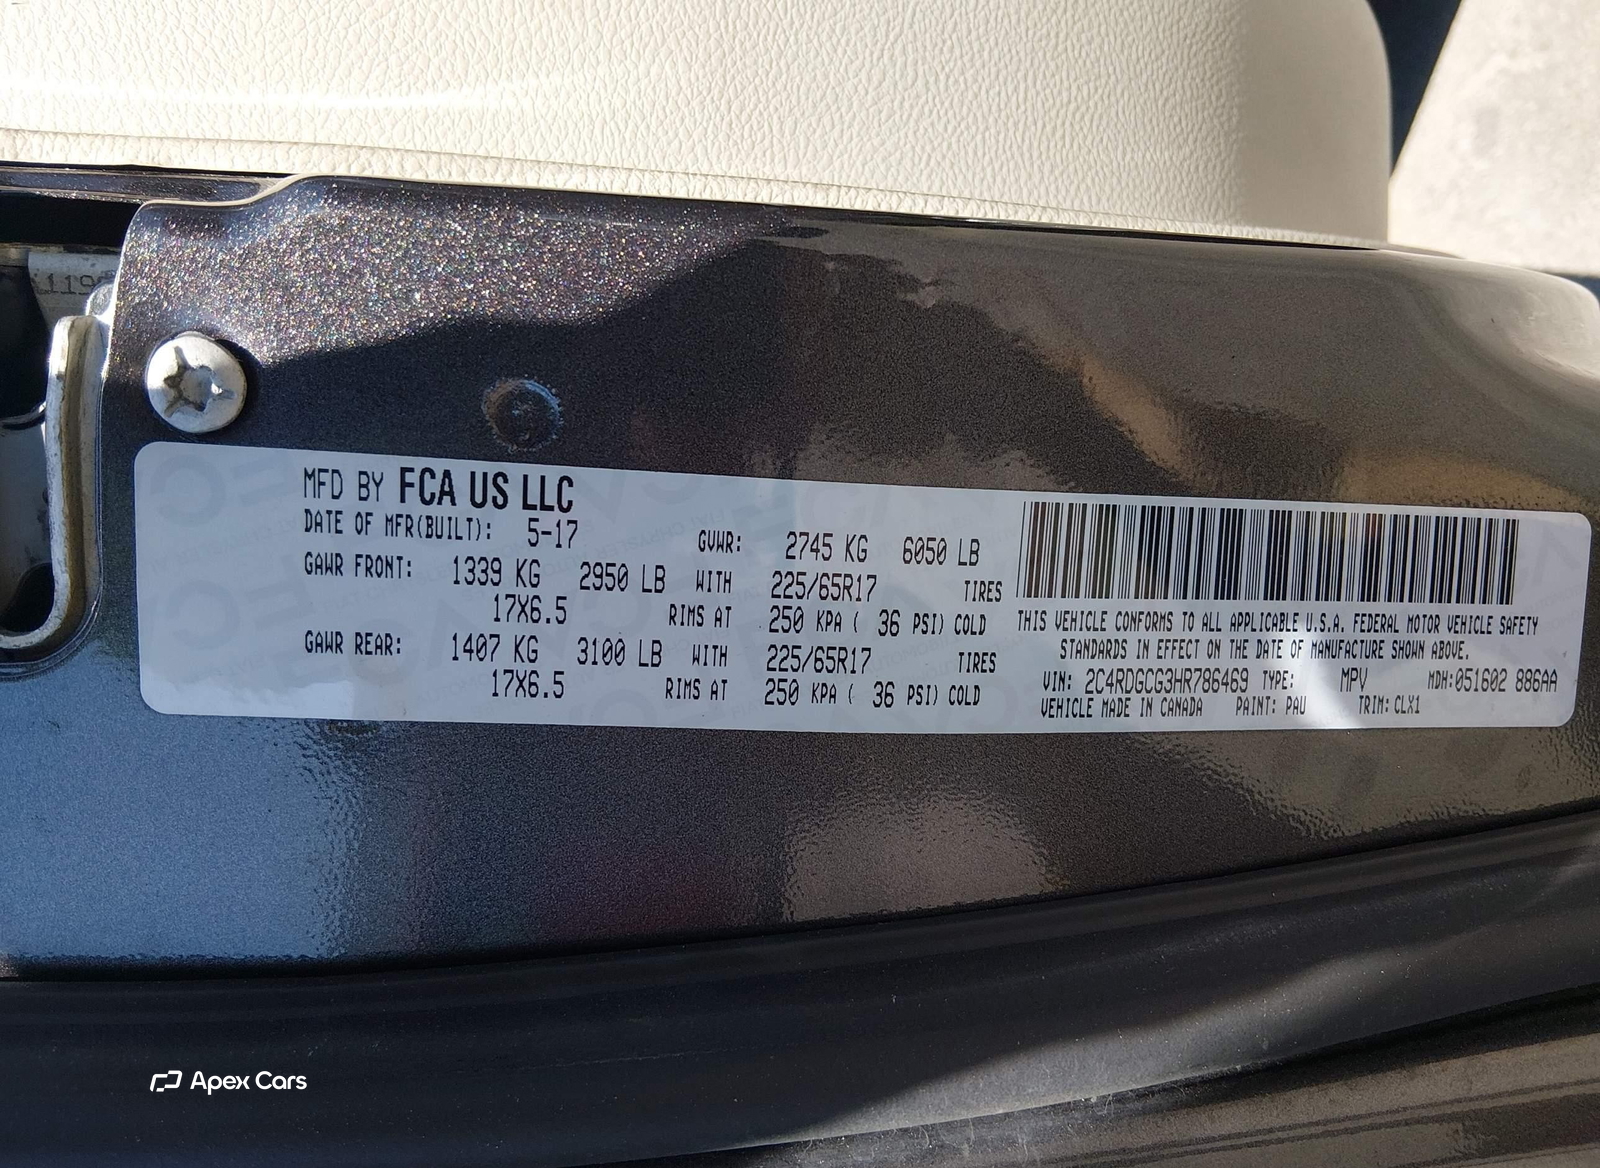 MFD BY FCA US LLC
DATE OF MFR(BUILT): 5-17 GVWR: 2745 KG 6050 LB
GAWR FRONT: 1339 KG 2950 LB WITH 225/65R17 TIRES
17X6.5 RIMS AT 250 KPA ( 36 PSI) COLD
GAWR REAR: 1407 KG 3100 LB WITH 225/65R17 TIRES
17X6.5 RIMS AT 250 KPA ( 36 PSI) COLD
THIS VEHICLE CONFORMS TO ALL APPLICABLE U.S.A. FEDERAL MOTOR VEHICLE SAFETY
STANDARDS IN EFFECT ON THE DATE OF MANUFACTURE SHOWN ABOVE.
VIN: 2C4RDGCG3HR786469 TYPE: MPV MDH:051602 886AA
VEHICLE MADE IN CANADA PAINT: PAU TRIM: CLX1
Apex Cars